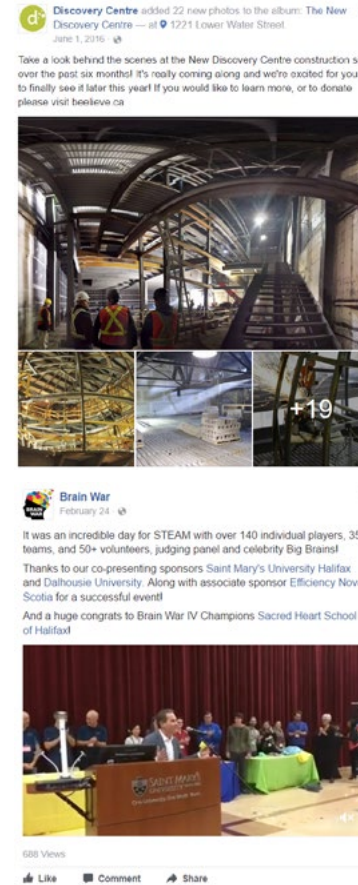 Discovery Centre added 22 new photos to the album: The New
Discovery Centre — at 1221 Lower Water Street
June 1, 2016 ·
Take a look behind the scenes at the New Discovery Centre construction s
over the past six months! It's really coming along and we're excited for you
to finally see it later this year! If you would like to learn more, or to donate
please visit beelieve.ca
+19
BRAIN
WAR
Brain War
February 24 ·
It was an incredible day for STEAM with over 140 individual players, 35
teams, and 50+ volunteers, judging panel and celebrity Big Brains!
Thanks to our co-presenting sponsors Saint Mary's University Halifax
and Dalhousie University. Along with associate sponsor Efficiency Nov
Scotia for a successful event!
And a huge congrats to Brain War IV Champions Sacred Heart School
of Halifax!
SAINT MARY'S
UNIVERSITY
One University. One World. Yours.
688 Views
Like Comment Share